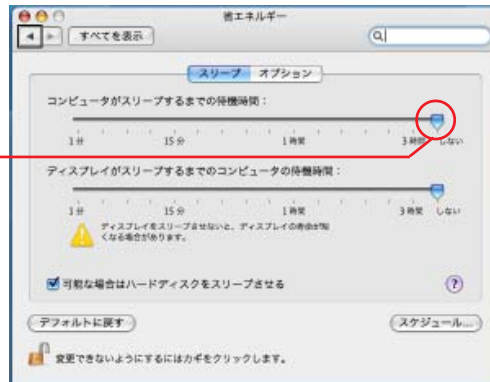 省エネルギー
すべてを表示
スリープ オプション
コンピュータがスリープするまでの待機時間：
1分 15分 1時間 3時間 しない
ディスプレイがスリープするまでのコンピュータの待機時間：
1分 15分 1時間 3時間 しない
ディスプレイをスリープさせないと、ディスプレイの寿命が短
くなる場合があります。
可能な場合はハードディスクをスリープさせる
?
デフォルトに戻す スケジュール...
変更できないようにするにはカギをクリックします。